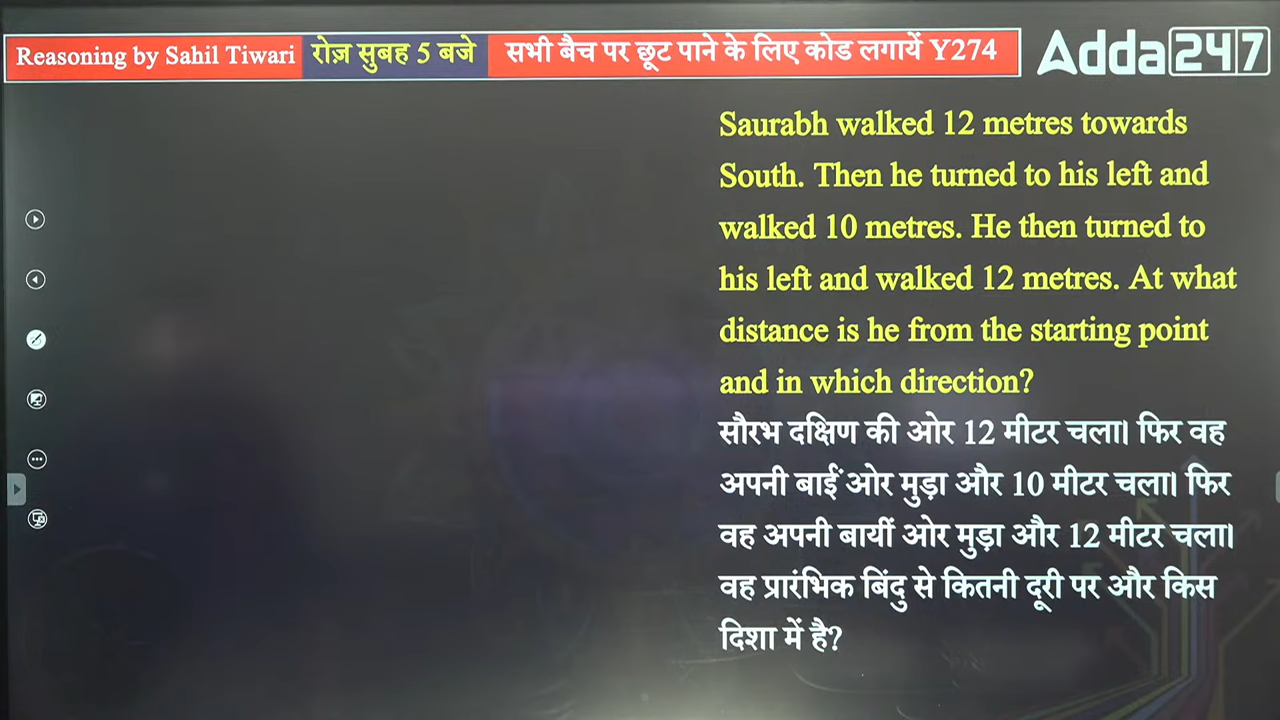 Reasoning by Sahil Tiwari रोज़ सुबह 5 बजे सभी बैच पर छूट पाने के लिए कोड लगायें Y274 Adda247
Saurabh walked 12 metres towards
South. Then he turned to his left and
walked 10 metres. He then turned to
his left and walked 12 metres. At what
distance is he from the starting point
and in which direction?
सौरभ दक्षिण की ओर 12 मीटर चला। फिर वह
अपनी बाईं ओर मुड़ा और 10 मीटर चला। फिर
वह अपनी बायीं ओर मुड़ा और 12 मीटर चला।
वह प्रारंभिक बिंदु से कितनी दूरी पर और किस
दिशा में है?